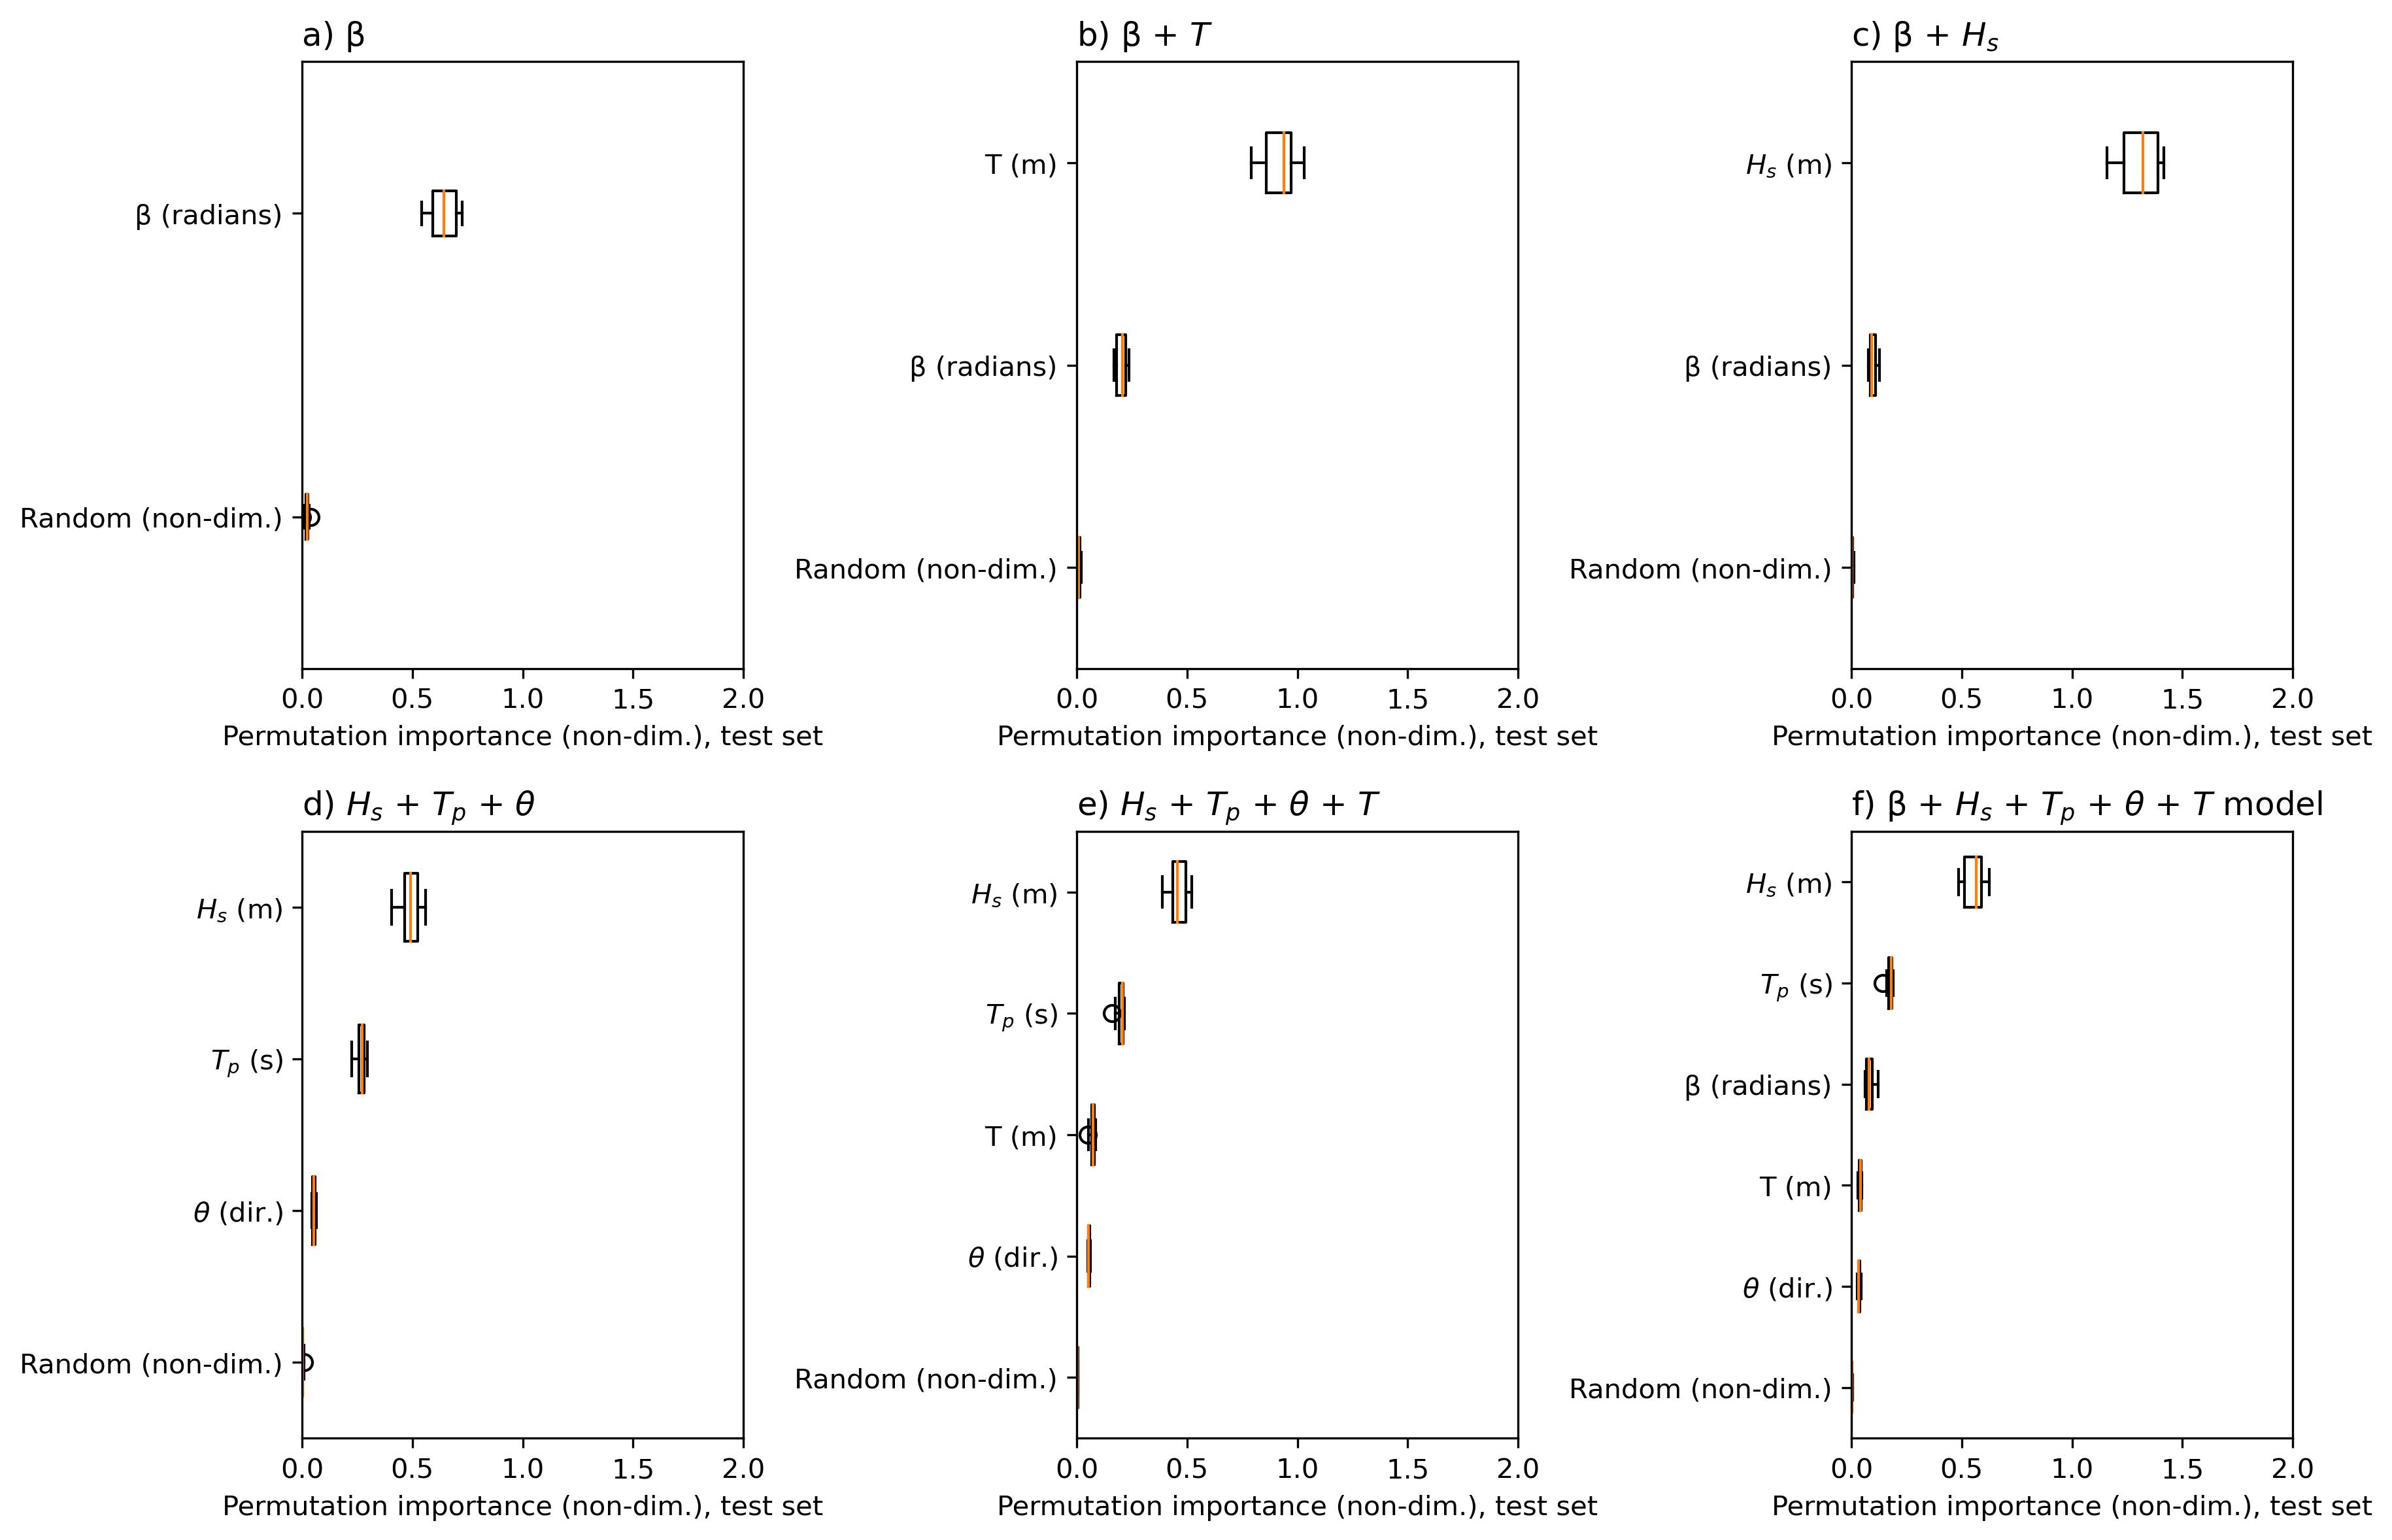 a) β
β (radians)
Random (non-dim.)
0.0 0.5 1.0 1.5 2.0
Permutation importance (non-dim.), test set
b) β + T
T (m)
β (radians)
Random (non-dim.)
0.0 0.5 1.0 1.5 2.0
Permutation importance (non-dim.), test set
c) β + Hₛ
Hₛ (m)
β (radians)
Random (non-dim.)
0.0 0.5 1.0 1.5 2.0
Permutation importance (non-dim.), test set
d) Hₛ + Tₚ + θ
Hₛ (m)
Tₚ (s)
θ (dir.)
Random (non-dim.)
0.0 0.5 1.0 1.5 2.0
Permutation importance (non-dim.), test set
e) Hₛ + Tₚ + θ + T
Hₛ (m)
Tₚ (s)
T (m)
θ (dir.)
Random (non-dim.)
0.0 0.5 1.0 1.5 2.0
Permutation importance (non-dim.), test set
f) β + Hₛ + Tₚ + θ + T model
Hₛ (m)
Tₚ (s)
β (radians)
T (m)
θ (dir.)
Random (non-dim.)
0.0 0.5 1.0 1.5 2.0
Permutation importance (non-dim.), test set